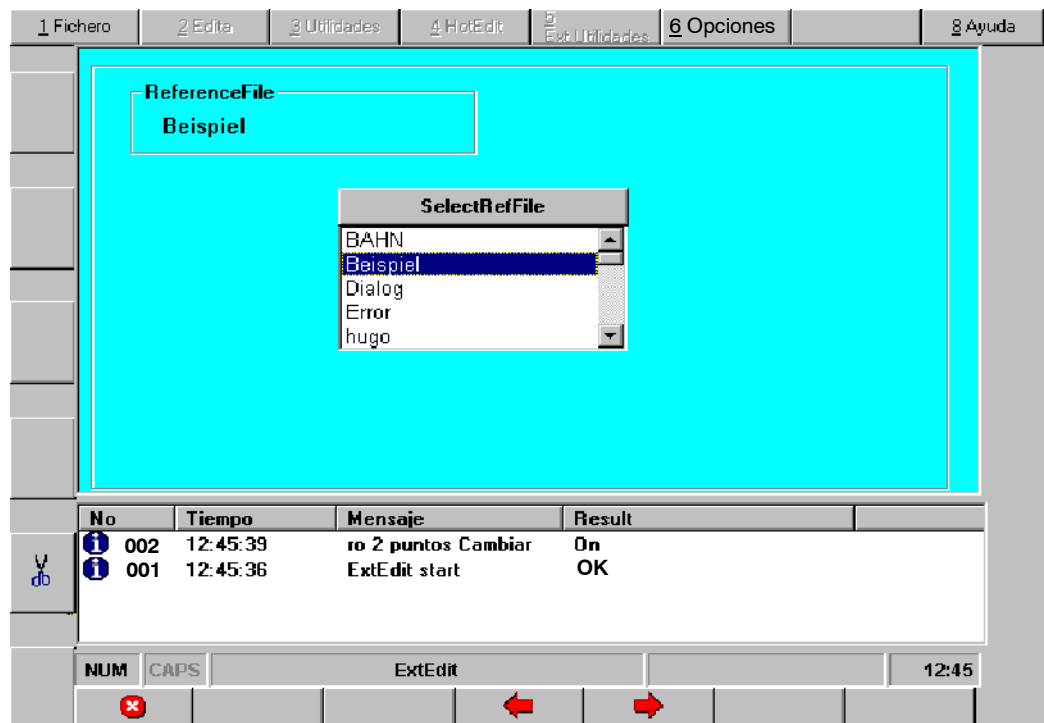 1 Fichero 2 Edita 3 Utilidades 4 HotEdit 5 Ext.Utilidades 6 Opciones 8 Ayuda
ReferenceFile
Beispiel
SelectRefFile
BAHN
Beispiel
Dialog
Error
hugo
No Tiempo Mensaje Result
002 12:45:39 ro 2 puntos Cambiar On
001 12:45:36 ExtEdit start OK
NUM CAPS ExtEdit 12:45